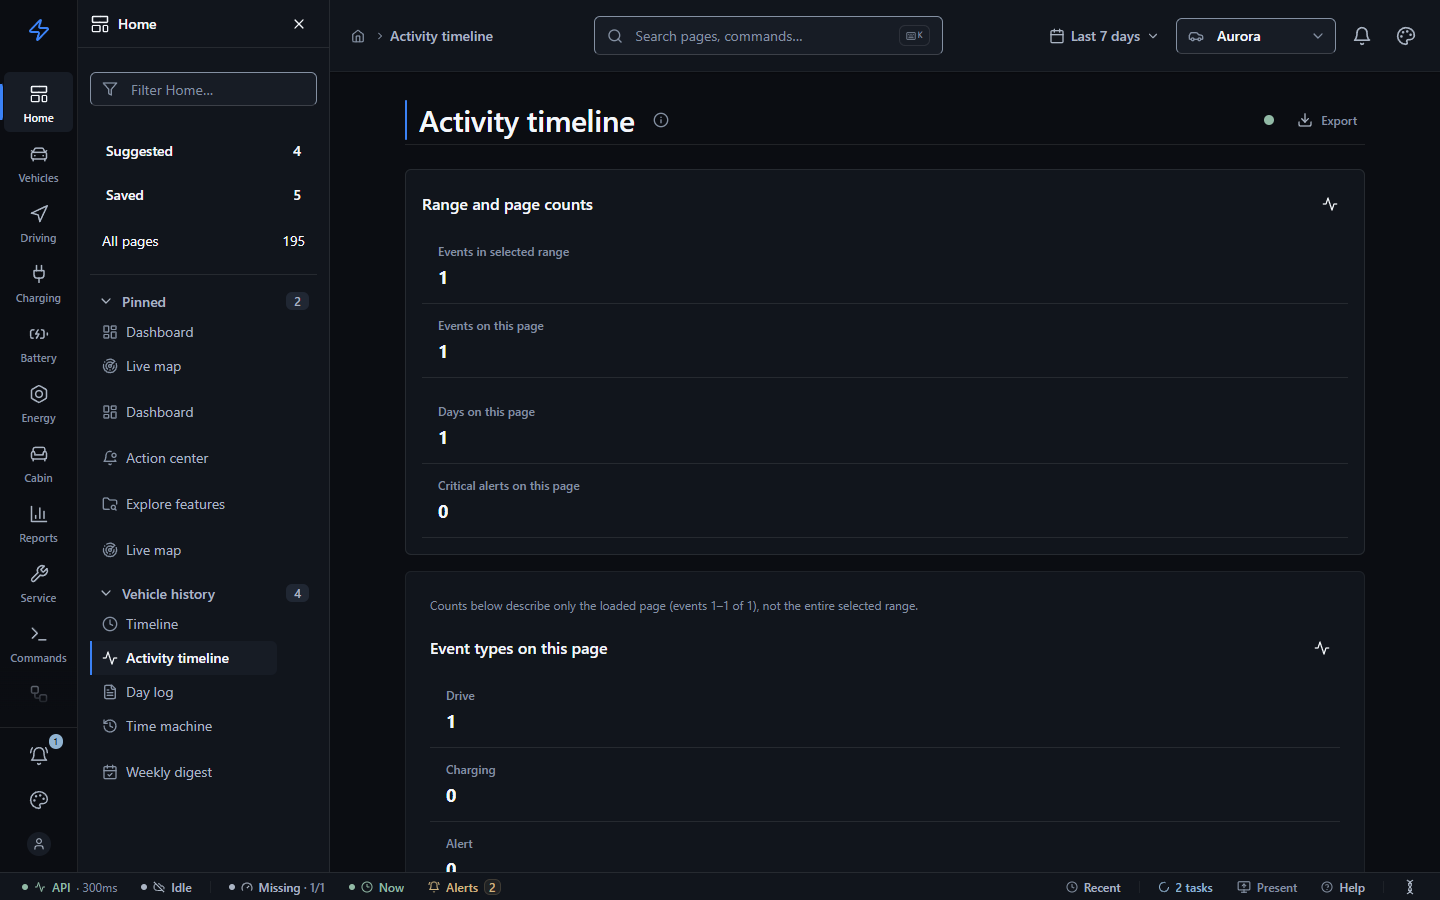 Home
Home
Vehicles
Driving
Charging
Battery
Energy
Cabin
Reports
Service
Commands
1
Filter Home...
Suggested 4
Saved 5
All pages 195
Pinned 2
Dashboard
Live map
Dashboard
Action center
Explore features
Live map
Vehicle history 4
Timeline
Activity timeline
Day log
Time machine
Weekly digest
Activity timeline
Search pages, commands...
K
Last 7 days
Aurora
Activity timeline
Export
Range and page counts
Events in selected range
1
Events on this page
1
Days on this page
1
Critical alerts on this page
0
Counts below describe only the loaded page (events 1–1 of 1), not the entire selected range.
Event types on this page
Drive
1
Charging
0
Alert
0
API · 300ms
Idle
Missing · 1/1
Now
Alerts 2
Recent
2 tasks
Present
Help